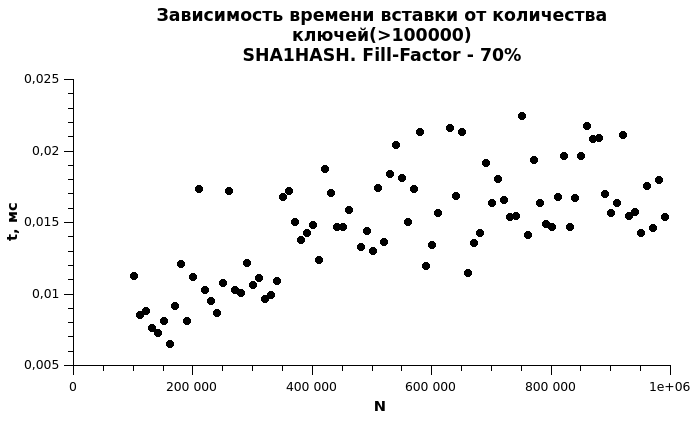 Зависимость времени вставки от количества
ключей(>100000)
SHA1HASH. Fill-Factor - 70%
0,025
0,02
0,015
0,01
0,005
t, мс
0
200 000
400 000
600 000
800 000
1e+06
N